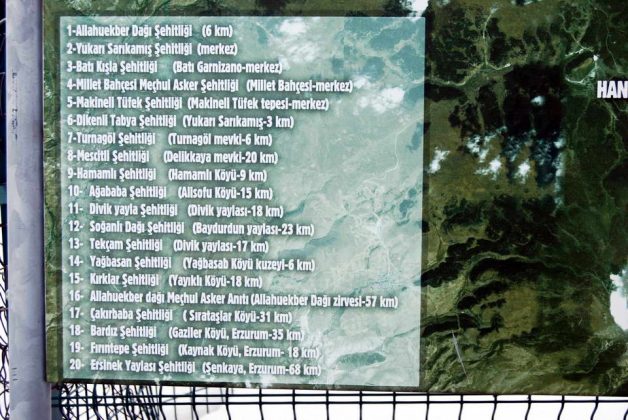 1-Allahuekber Dağı Şehitliği (6 km)
2-Yukarı Sarıkamış Şehitliği (merkez)
3-Batı Kışla Şehitliği (Batı Garnizano-merkez)
4-Millet Bahçesi Meçhul Asker Şehitliği (Millet Bahçesi-merkez)
5-Makineli Tüfek Şehitliği (Makineli Tüfek tepesi-merkez)
6-Dikenli Tabya Şehitliği (Yukarı Sarıkamış-3 km)
7-Turnagöl Şehitliği (Turnagöl mevki-6 km)
8-Mescitli Şehitliği (Delikkaya mevki-20 km)
9-Hamamlı Şehitliği (Hamamlı Köyü-9 km)
10- Ağababa Şehitliği (Alisofu Köyü-15 km)
11- Divik yayla Şehitliği (Divik yaylası-18 km)
12- Soğanlı Dağı Şehitliği (Baydurdun yaylası-23 km)
13- Tekçam Şehitliği (Divik yaylası-17 km)
14- Yağbasan Şehitliği (Yağbasab Köyü kuzeyi-6 km)
15- Kırklar Şehitliği (Yayıklı Köyü-18 km)
16- Allahuekber dağı Meçhul Asker Anıtı (Allahuekber Dağı zirvesi-57 km)
17- Çakırbaba Şehitliği ( Sırataşlar Köyü-31 km)
18- Bardız Şehitliği (Gaziler Köyü, Erzurum-35 km)
19- Fırıntepe Şehitliği (Kaynak Köyü, Erzurum- 18 km)
20- Ersinek Yaylası Şehitliği (Şenkaya, Erzurum-68 km)
HAN